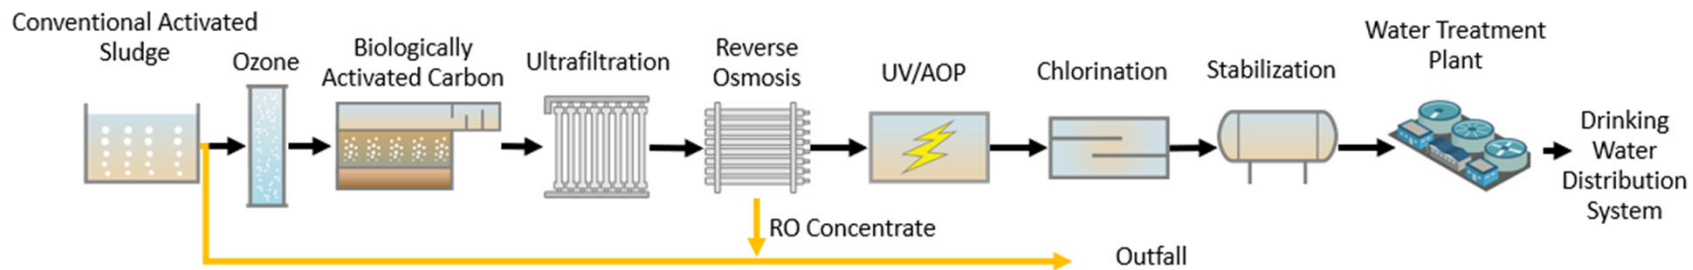 Conventional Activated
Sludge
Ozone
Biologically
Activated Carbon
Ultrafiltration
Reverse
Osmosis
UV/AOP
Chlorination
Stabilization
Water Treatment
Plant
Drinking
Water
Distribution
System
RO Concentrate
Outfall